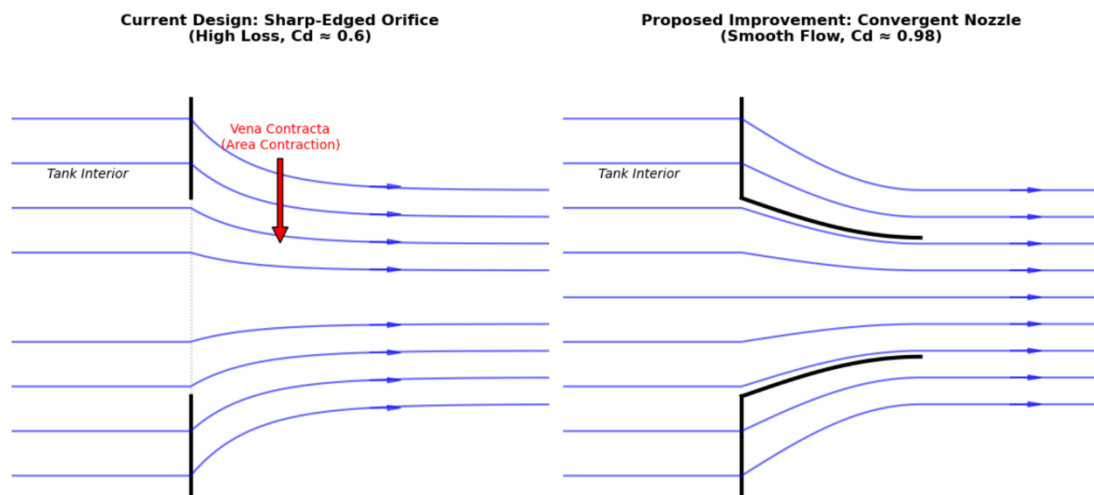 Current Design: Sharp-Edged Orifice
(High Loss, Cd ≈ 0.6)
Vena Contracta
(Area Contraction)
Tank Interior
Proposed Improvement: Convergent Nozzle
(Smooth Flow, Cd ≈ 0.98)
Tank Interior